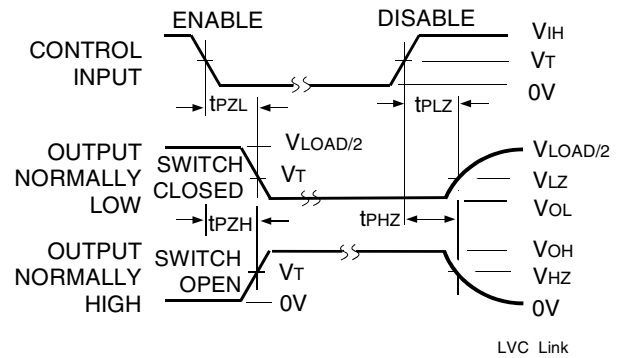 ENABLE
DISABLE
CONTROL
INPUT
VIH
VT
0V
tPZL
tPLZ
OUTPUT
NORMALLY
LOW
SWITCH
CLOSED
VLOAD/2
VT
VLOAD/2
VLZ
VOL
tPZH
tPHZ
OUTPUT
NORMALLY
HIGH
SWITCH
OPEN
VT
0V
VOH
VHZ
0V
LVC Link